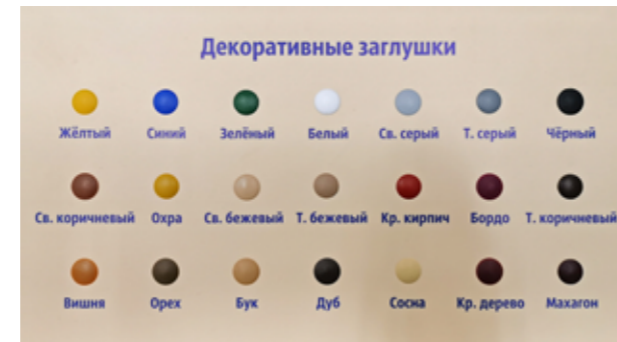 Декоративные заглушки
Жёлтый Синий Зелёный Белый Св. серый Т. серый Чёрный
Св. коричневый Охра Св. бежевый Т. бежевый Кр. кирпич Бордо Т. коричневый
Вишня Орех Бук Дуб Сосна Кр. дерево Махагон